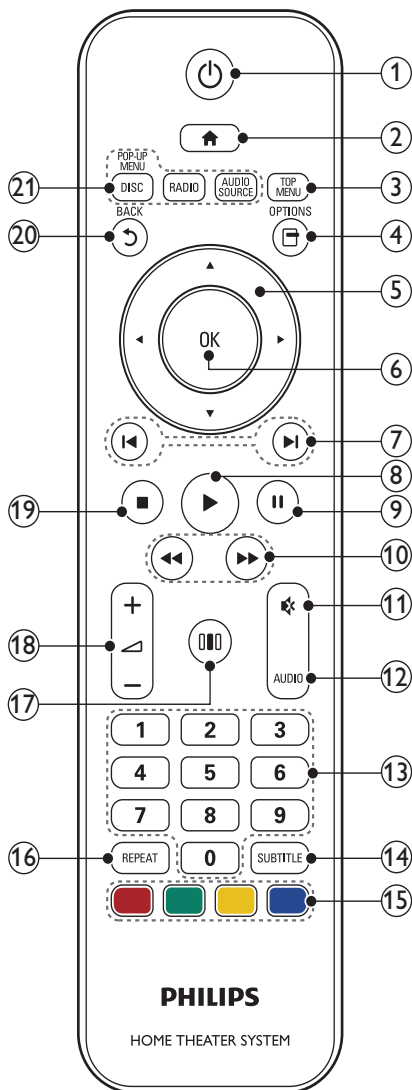 1
2
POP-UP
MENU
21 DISC RADIO AUDIO
SOURCE TOP
MENU 3
BACK OPTIONS
20 4
5
OK
6
7
8
19 9
10
+ 11
18
− AUDIO 12
17
1 2 3
4 5 6 13
7 8 9
16 REPEAT 0 SUBTITLE 14
15
PHILIPS
HOME THEATER SYSTEM